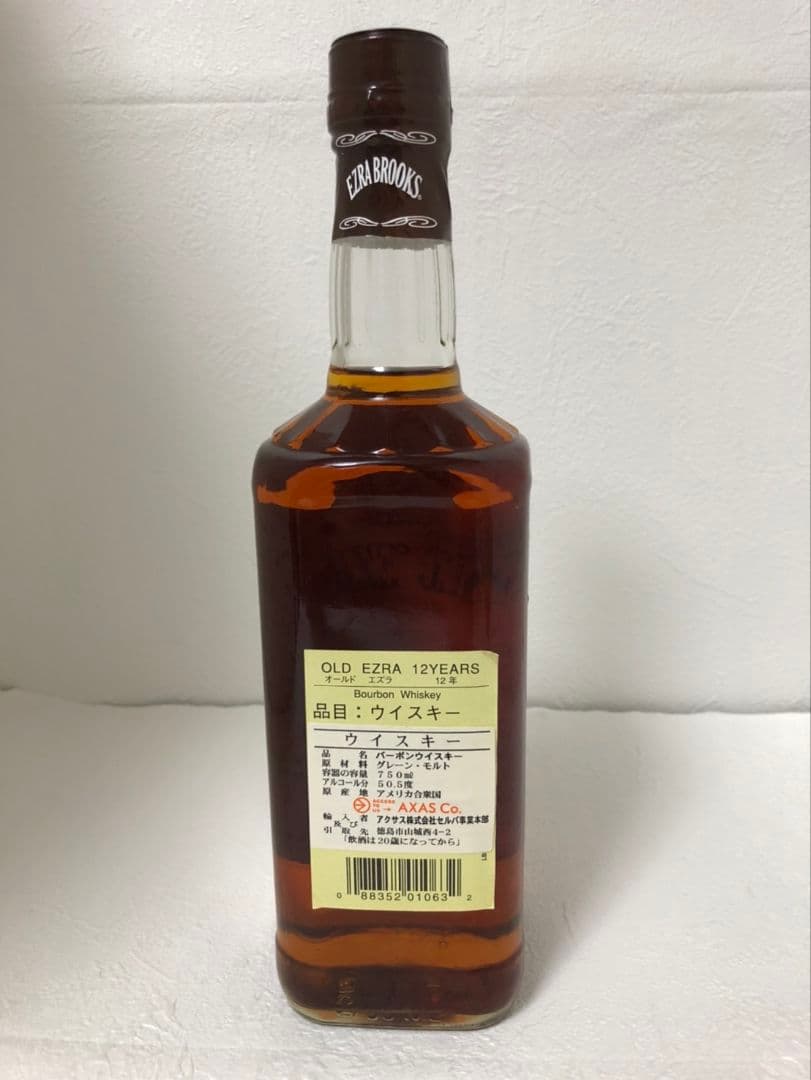 EZRA BROOKS
OLD EZRA 12YEARS
オールド エズラ 12年
Bourbon Whiskey
品目：ウイスキー
ウイスキー
品名 バーボンウイスキー
原材料 グレーン・モルト
容器の容量 750㎖
アルコール分 50.5度
原産地 アメリカ合衆国
ACCESS TO US → AXAS Co.
輸入者及び引取先 アクサス株式会社セルバ事業本部
徳島市山城西4-2
「飲酒は20歳になってから」
0 88352 01063 2